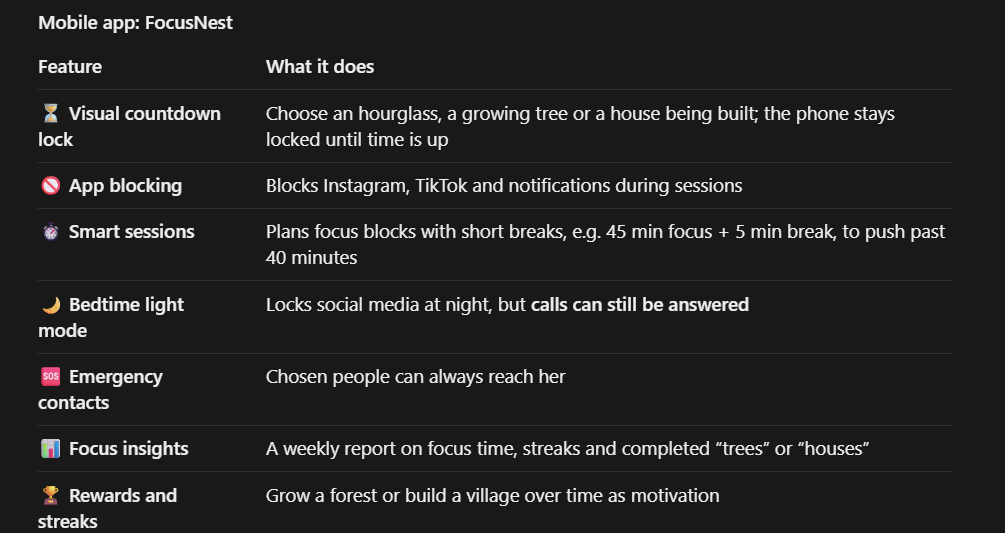 Mobile app: FocusNest
Feature What it does
⏳ Visual countdown lock Choose an hourglass, a growing tree or a house being built; the phone stays locked until time is up
🚫 App blocking Blocks Instagram, TikTok and notifications during sessions
⏱️ Smart sessions Plans focus blocks with short breaks, e.g. 45 min focus + 5 min break, to push past 40 minutes
🌙 Bedtime light mode Locks social media at night, but calls can still be answered
🆘 Emergency contacts Chosen people can always reach her
📊 Focus insights A weekly report on focus time, streaks and completed “trees” or “houses”
🏆 Rewards and streaks Grow a forest or build a village over time as motivation